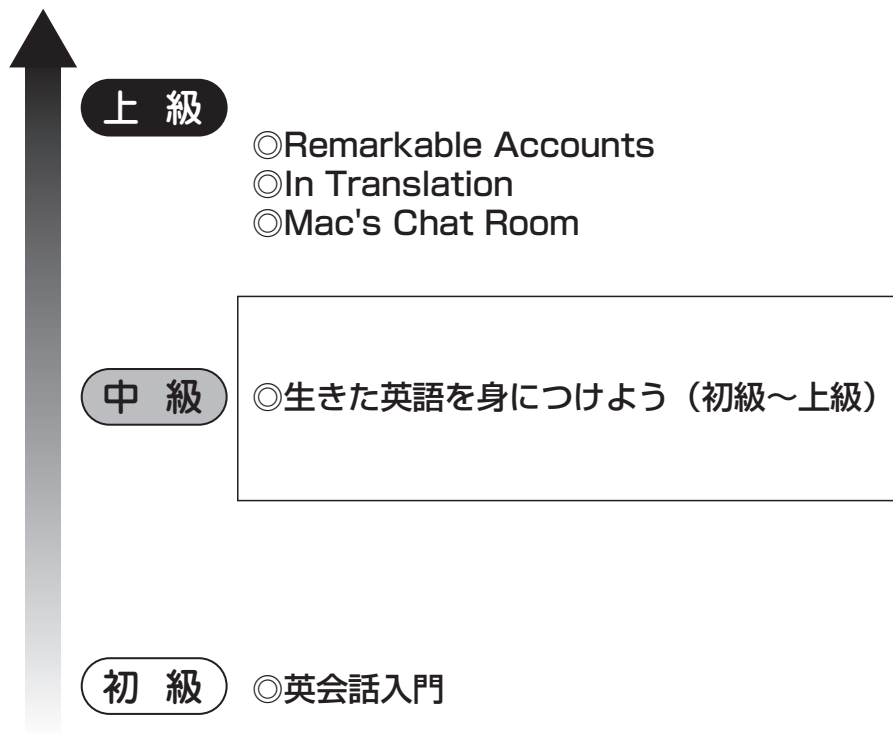 上 級
◎Remarkable Accounts
◎In Translation
◎Mac's Chat Room
中 級
◎生きた英語を身につけよう（初級～上級）
初 級
◎英会話入門